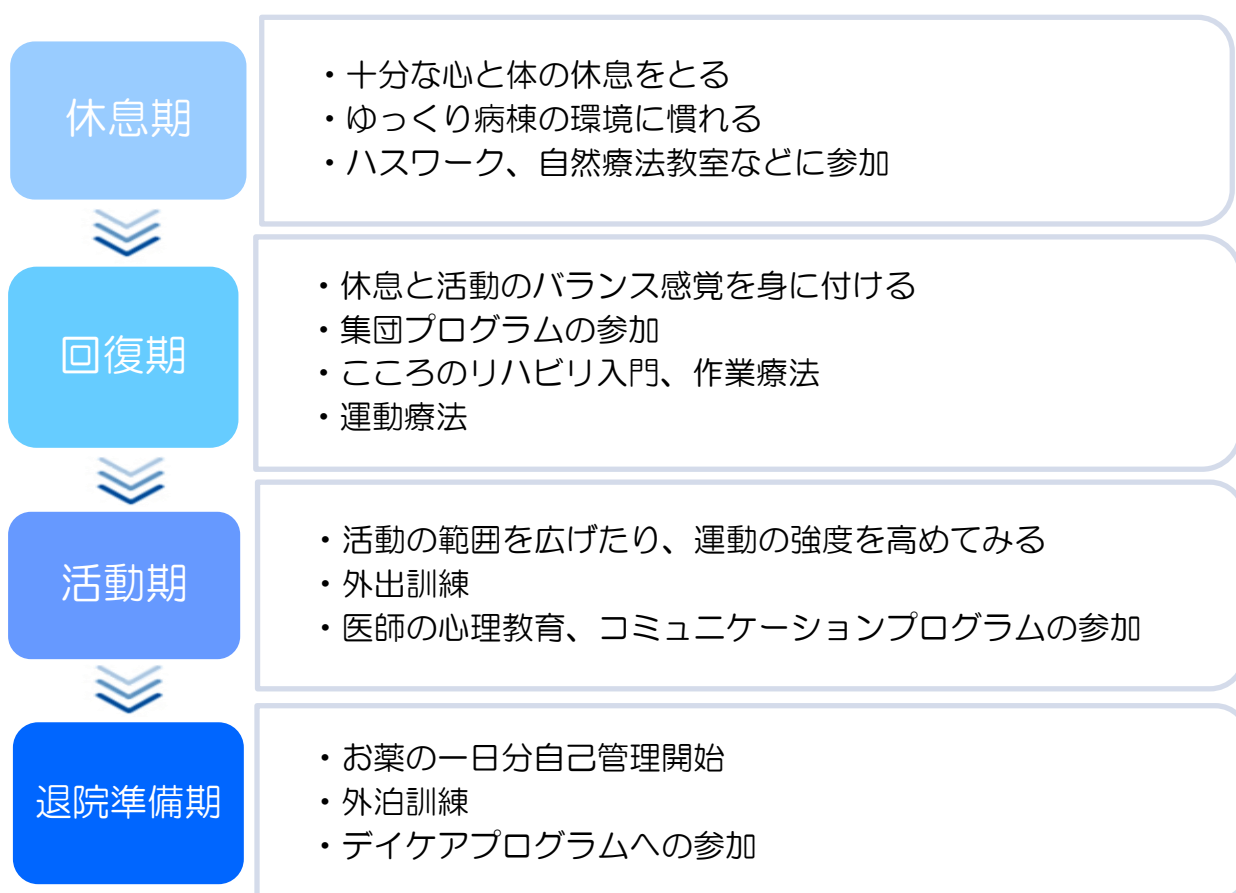 休息期
・十分な心と体の休息をとる
・ゆっくり病棟の環境に慣れる
・ハスワーク、自然療法教室などに参加
回復期
・休息と活動のバランス感覚を身に付ける
・集団プログラムの参加
・こころのリハビリ入門、作業療法
・運動療法
活動期
・活動の範囲を広げたり、運動の強度を高めてみる
・外出訓練
・医師の心理教育、コミュニケーションプログラムの参加
退院準備期
・お薬の一日分自己管理開始
・外泊訓練
・デイケアプログラムへの参加